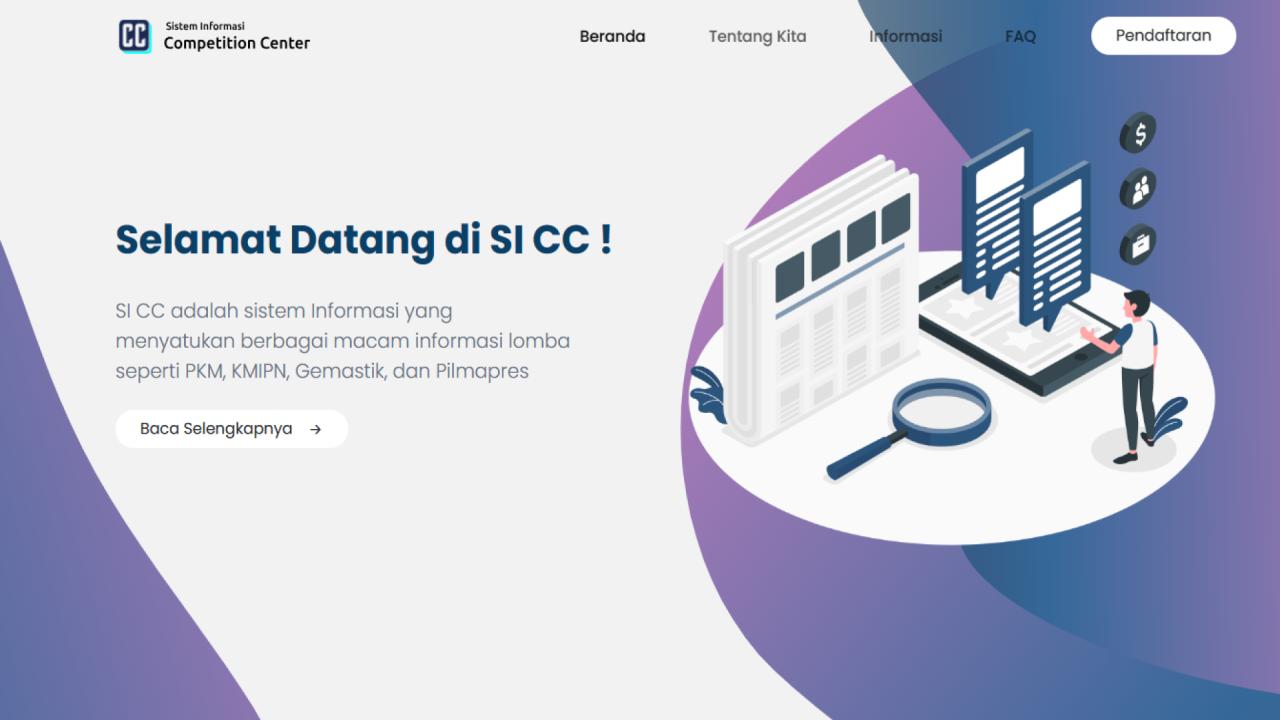 CC
Sistem Informasi
Competition Center
Beranda
Tentang Kita
Informasi
FAQ
Pendaftaran
$
Selamat Datang di SI CC !
SI CC adalah sistem Informasi yang
menyatukan berbagai macam informasi lomba
seperti PKM, KMIPN, Gemastik, dan Pilmapres
Baca Selengkapnya →